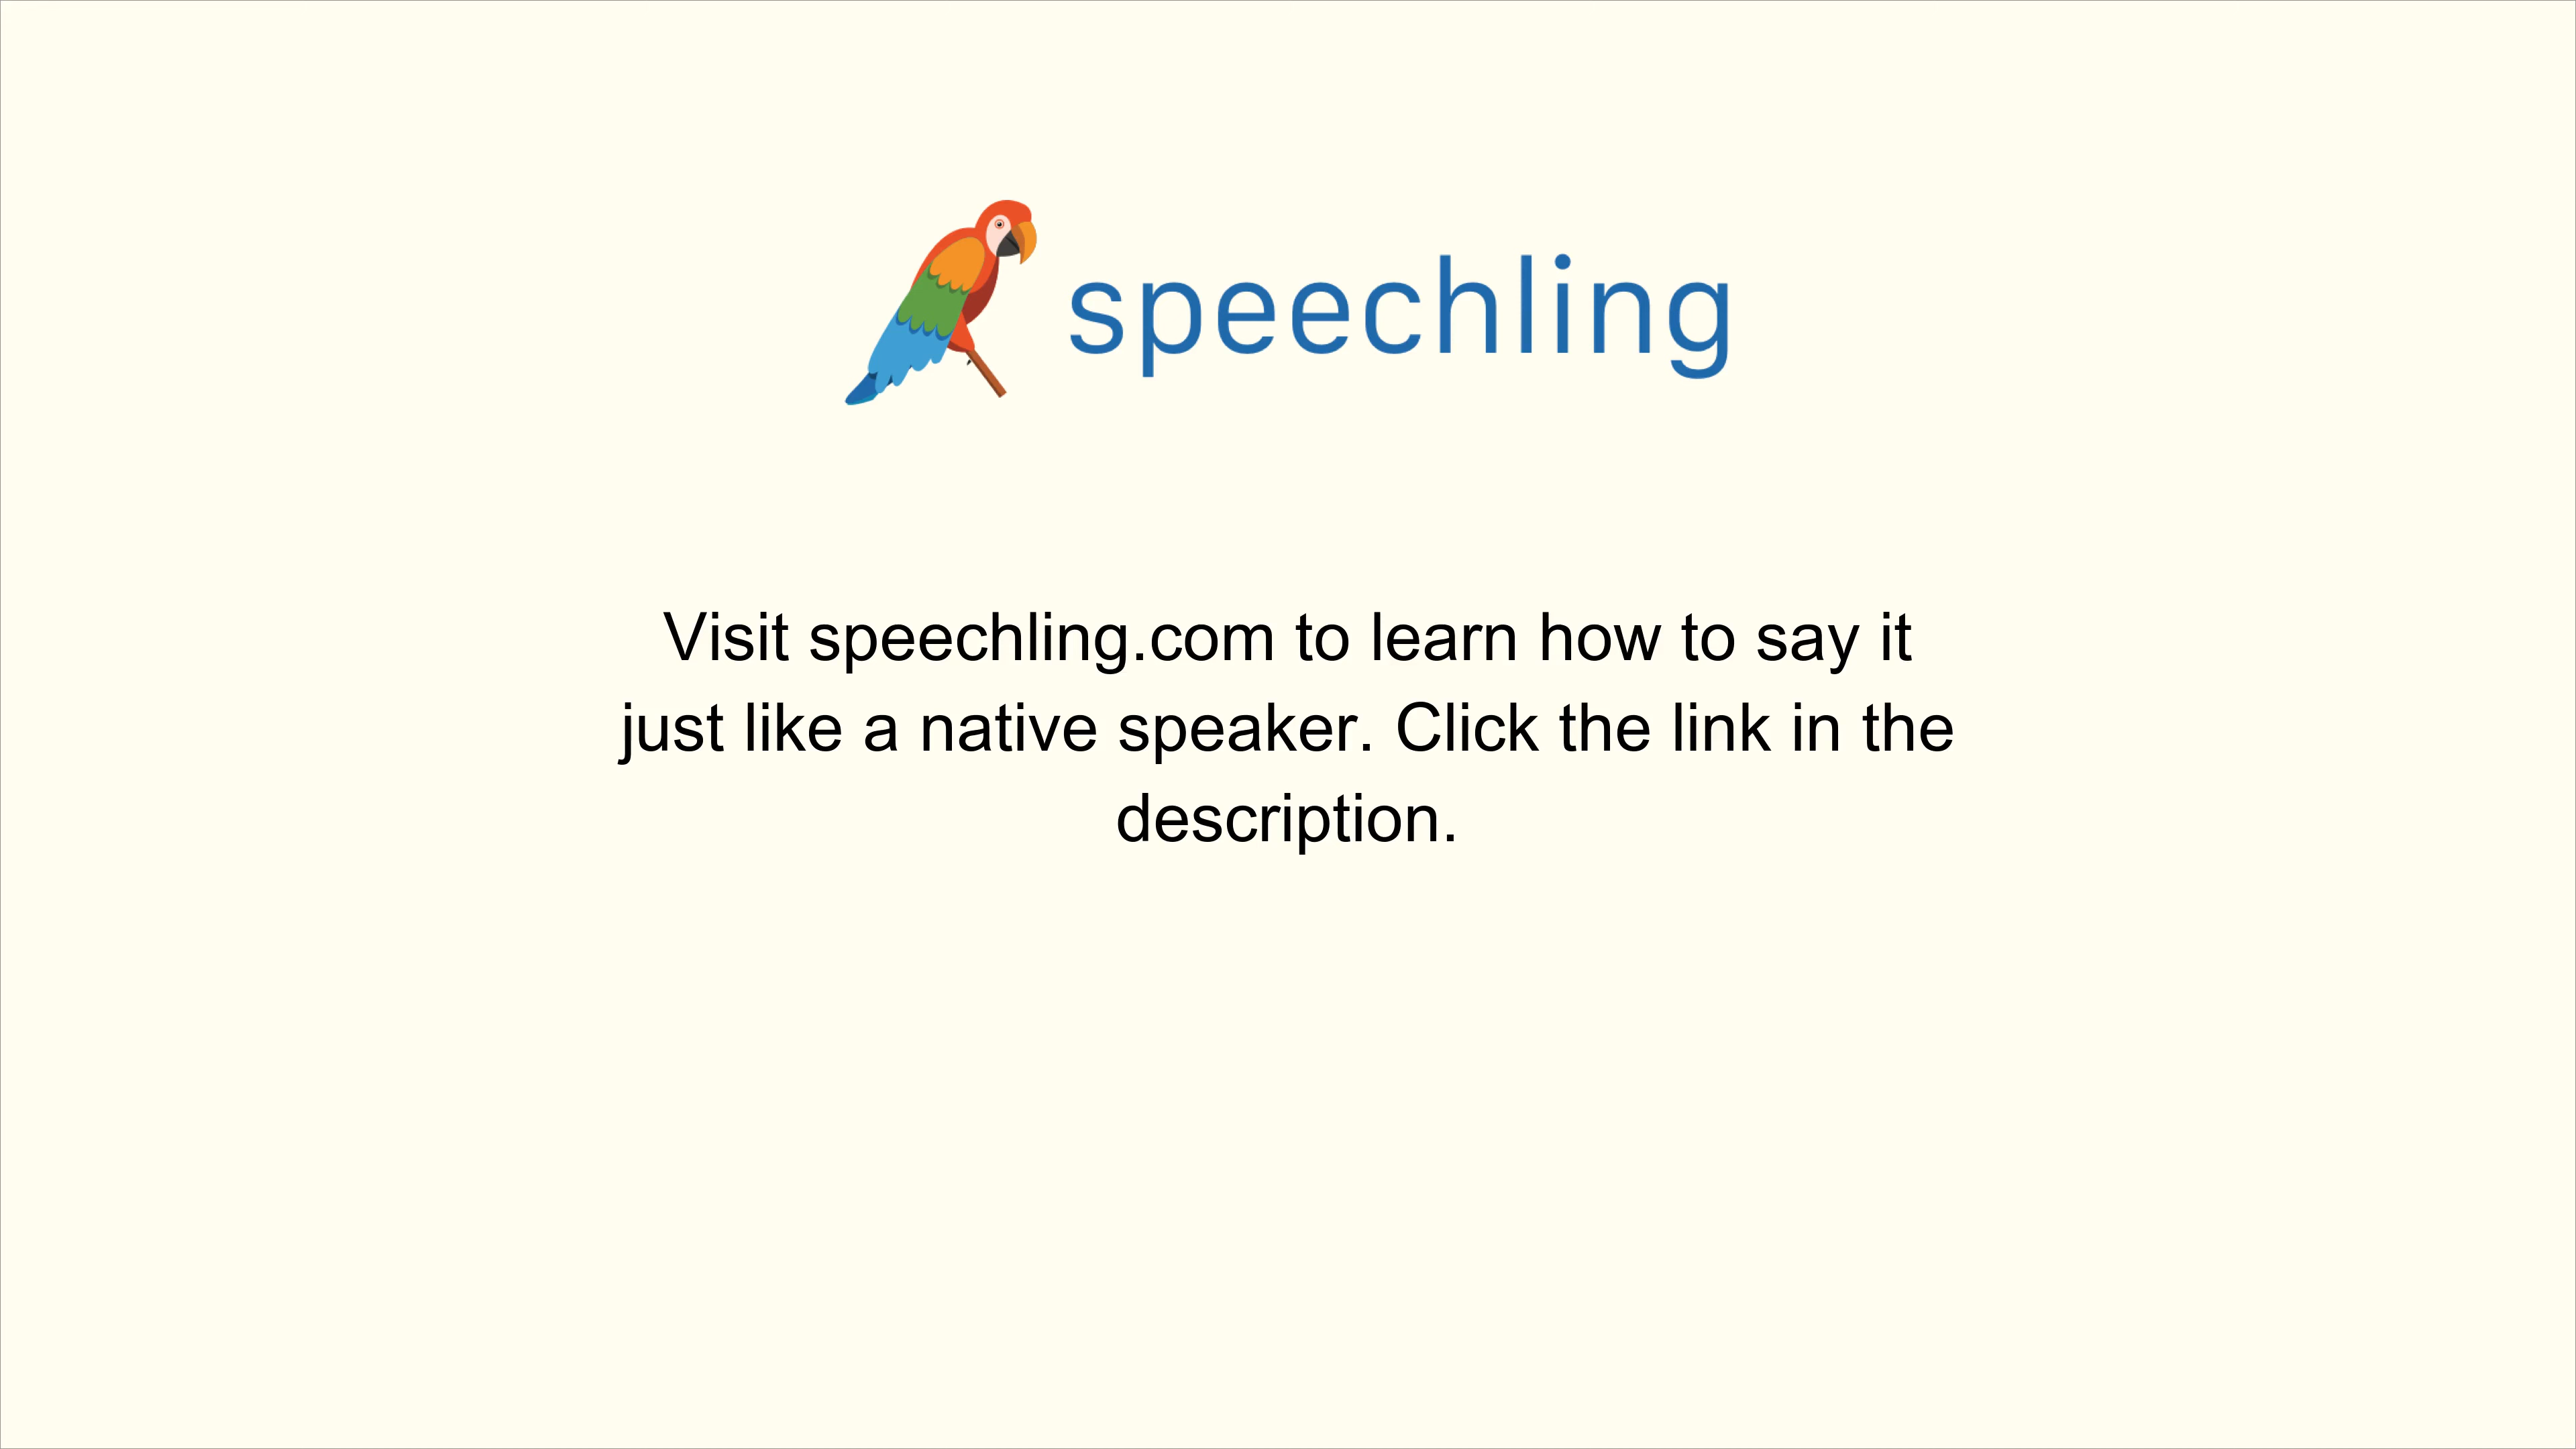 speechling
Visit speechling.com to learn how to say it
just like a native speaker. Click the link in the
description.